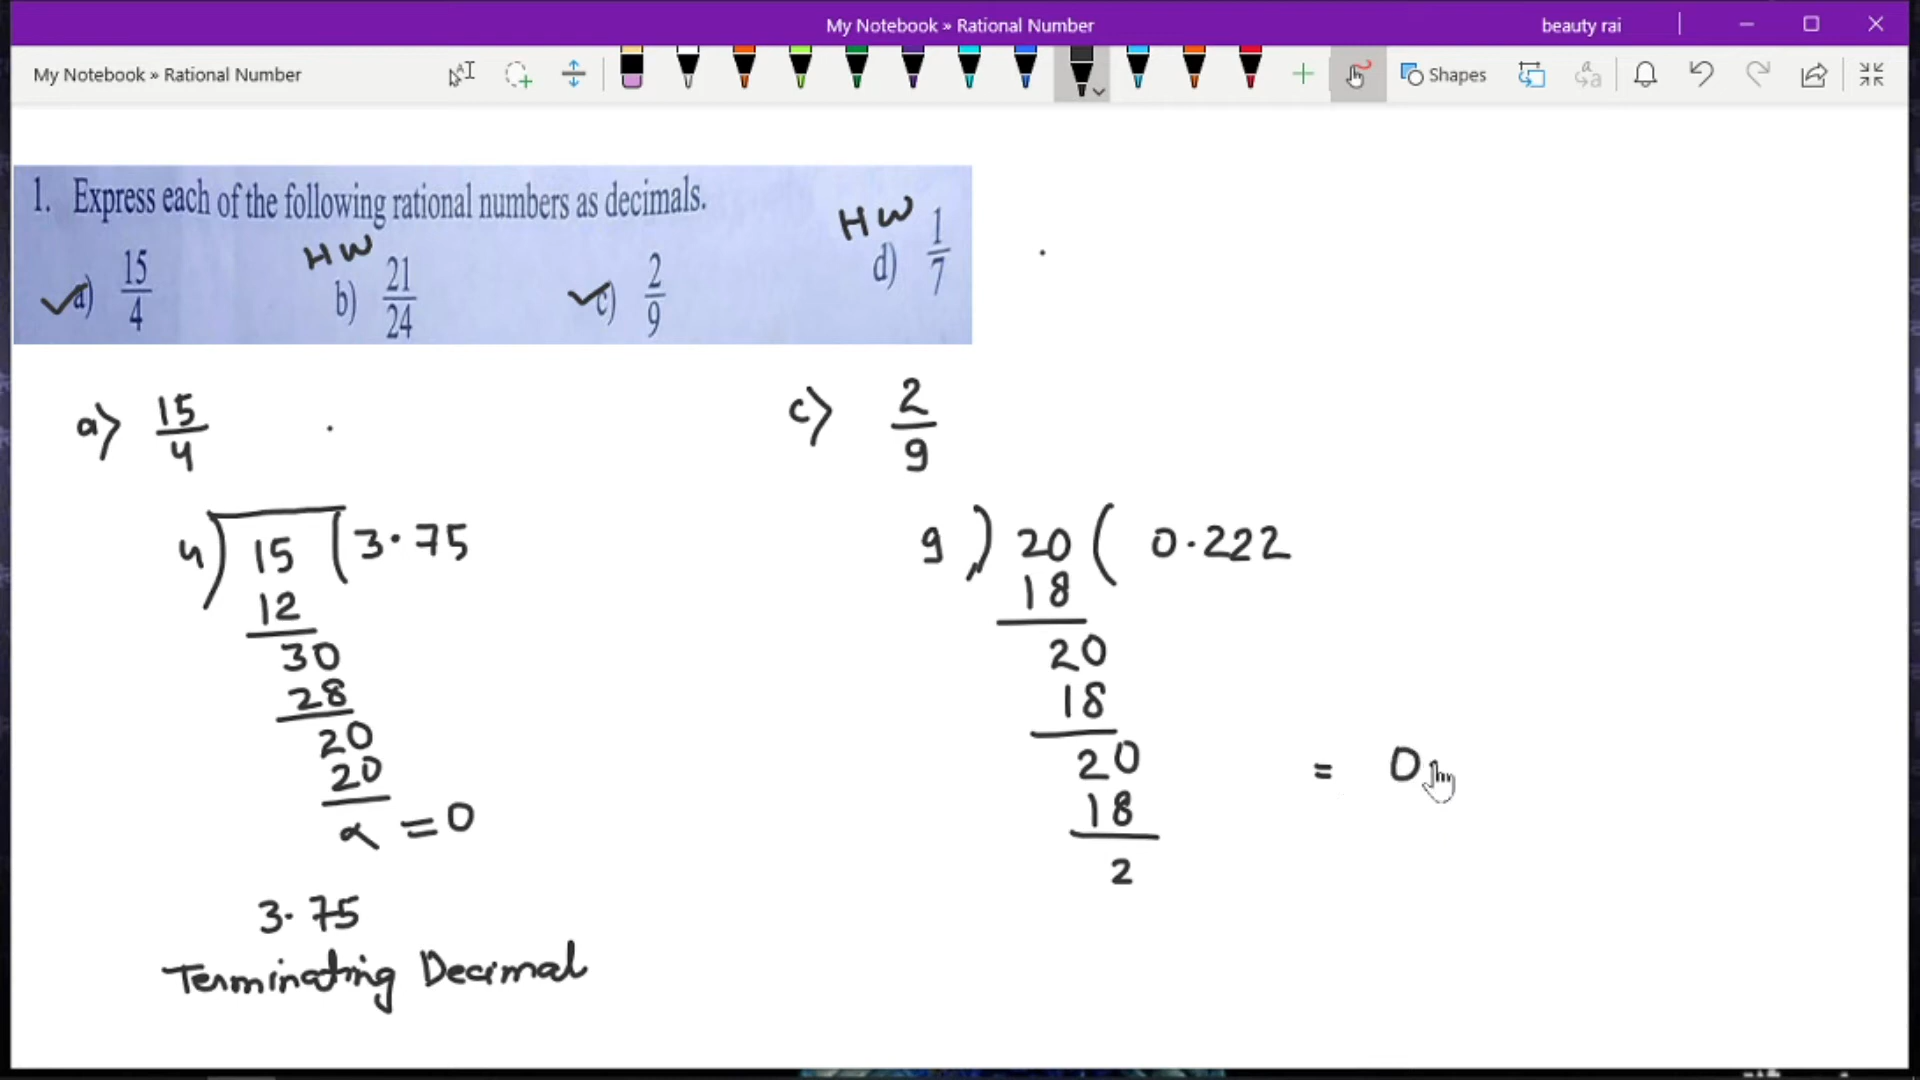 My Notebook » Rational Number
beauty rai
My Notebook » Rational Number
Shapes
1. Express each of the following rational numbers as decimals.
a) 15/4
HW
b) 21/24
c) 2/9
HW
d) 1/7
a) 15/4
4) 15 (3.75
12
30
28
20
20
× = 0
3.75
Terminating Decimal
c) 2/9
9) 20 ( 0.222
18
20
18
20
18
2
= 0